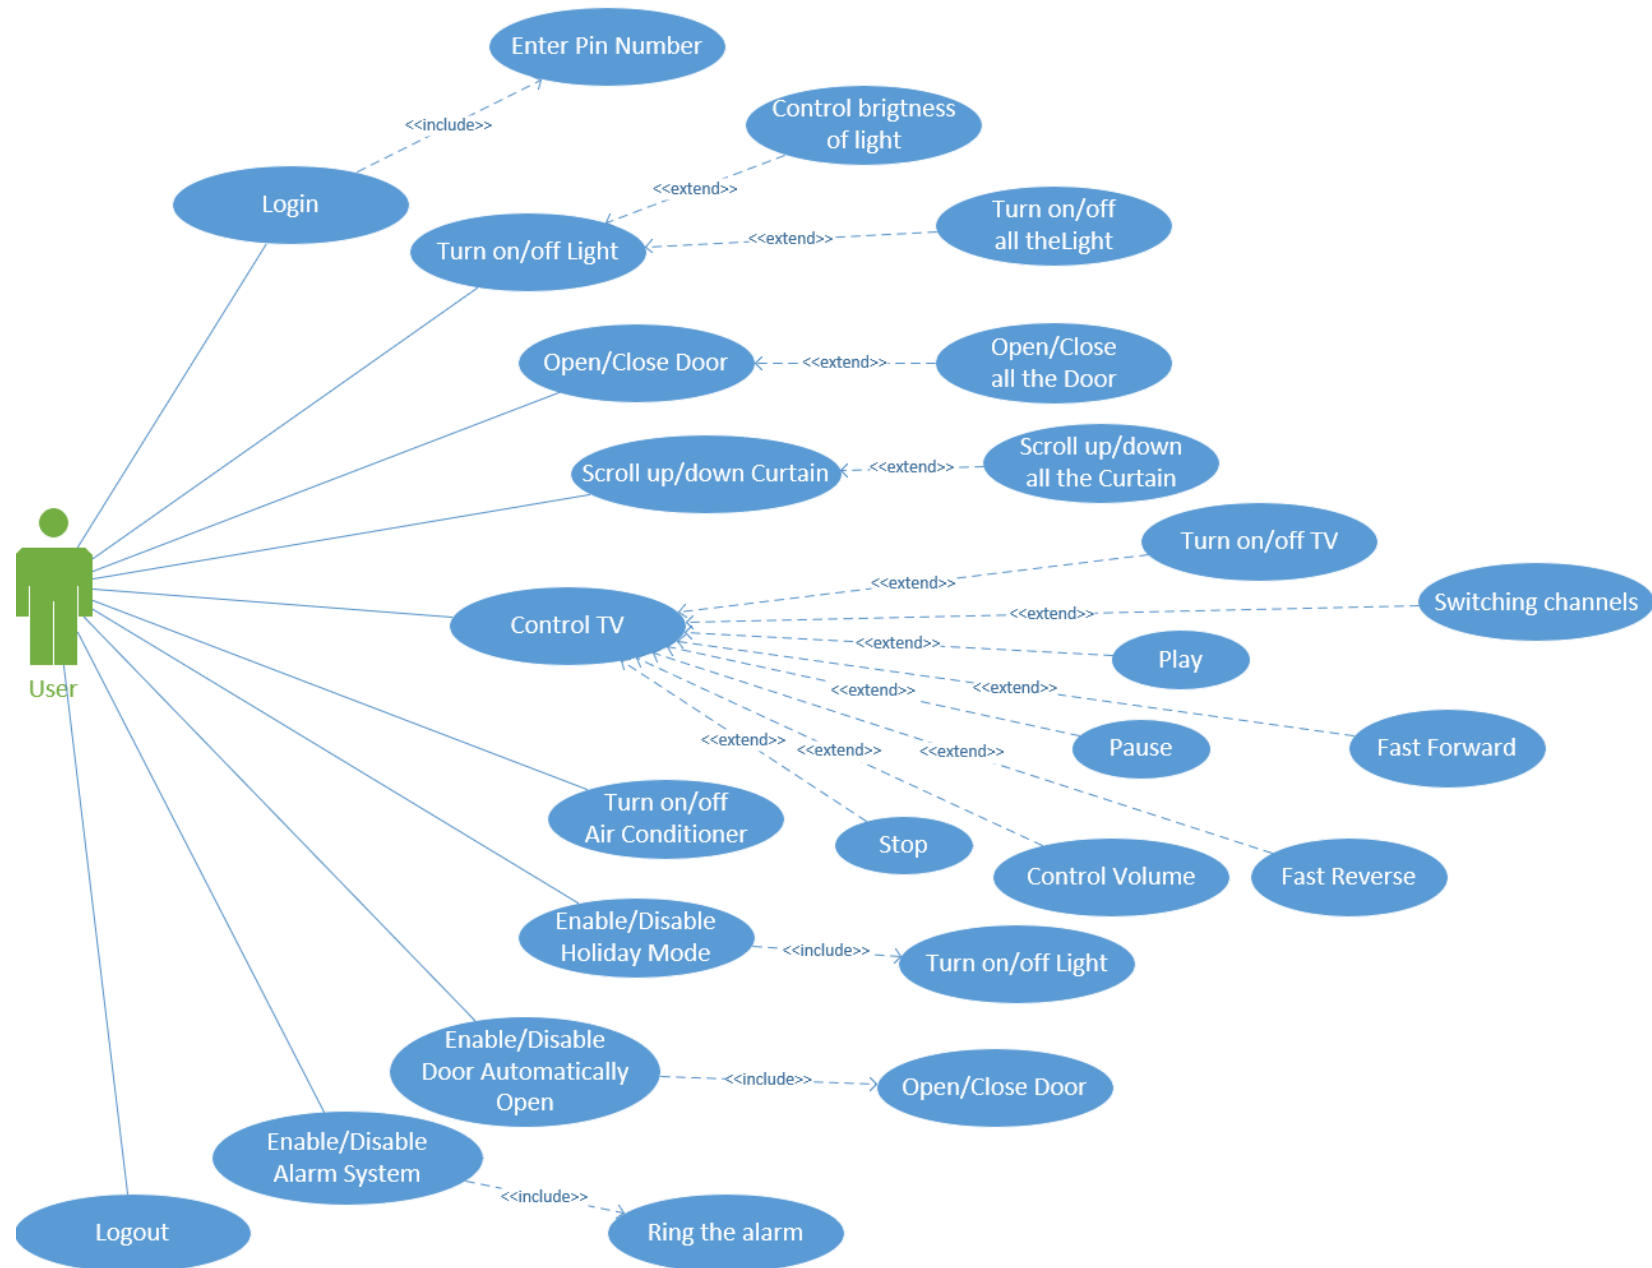 Enter Pin Number
Control brigtness
of light
<<include>>
Login
<<extend>>
Turn on/off
all theLight
<<extend>>
Turn on/off Light
Open/Close Door
<<extend>>
Open/Close
all the Door
Scroll up/down Curtain
<<extend>>
Scroll up/down
all the Curtain
Turn on/off TV
<<extend>>
Switching channels
<<extend>>
Control TV
<<extend>>
Play
User
<<extend>>
<<extend>>
Pause
Fast Forward
<<extend>>
<<extend>>
<<extend>>
Turn on/off
Air Conditioner
Stop
Control Volume
Fast Reverse
Enable/Disable
Holiday Mode
<<include>>
Turn on/off Light
Enable/Disable
Door Automatically
Open
<<include>>
Open/Close Door
Enable/Disable
Alarm System
<<include>>
Logout
Ring the alarm